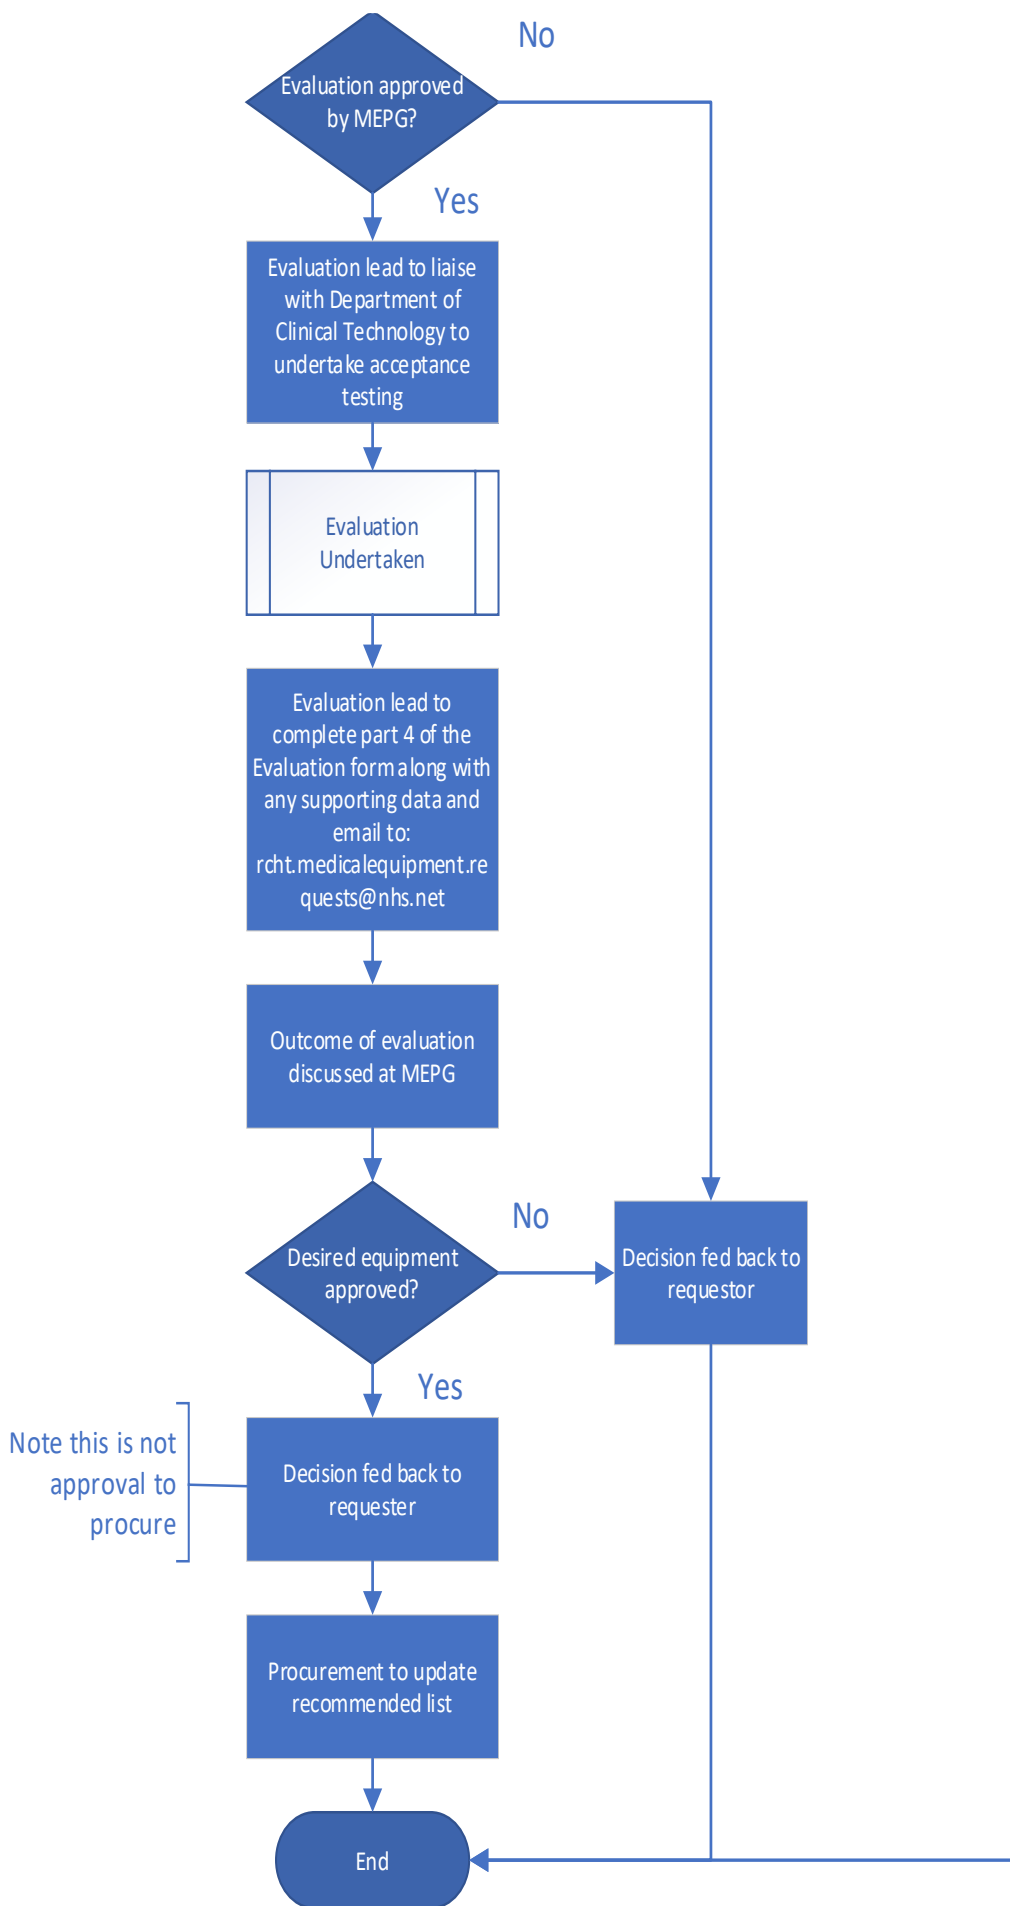 No
Evaluation approved
by MEPG?
Yes
Evaluation lead to liaise
with Department of
Clinical Technology to
undertake acceptance
testing
Evaluation
Undertaken
Evaluation lead to
complete part 4 of the
Evaluation form along with
any supporting data and
email to:
rcht.medicalequipment.re
quests@nhs.net
Outcome of evaluation
discussed at MEPG
Desired equipment
approved?
No
Decision fed back to
requestor
Yes
Note this is not
approval to
procure
Decision fed back to
requester
Procurement to update
recommended list
End